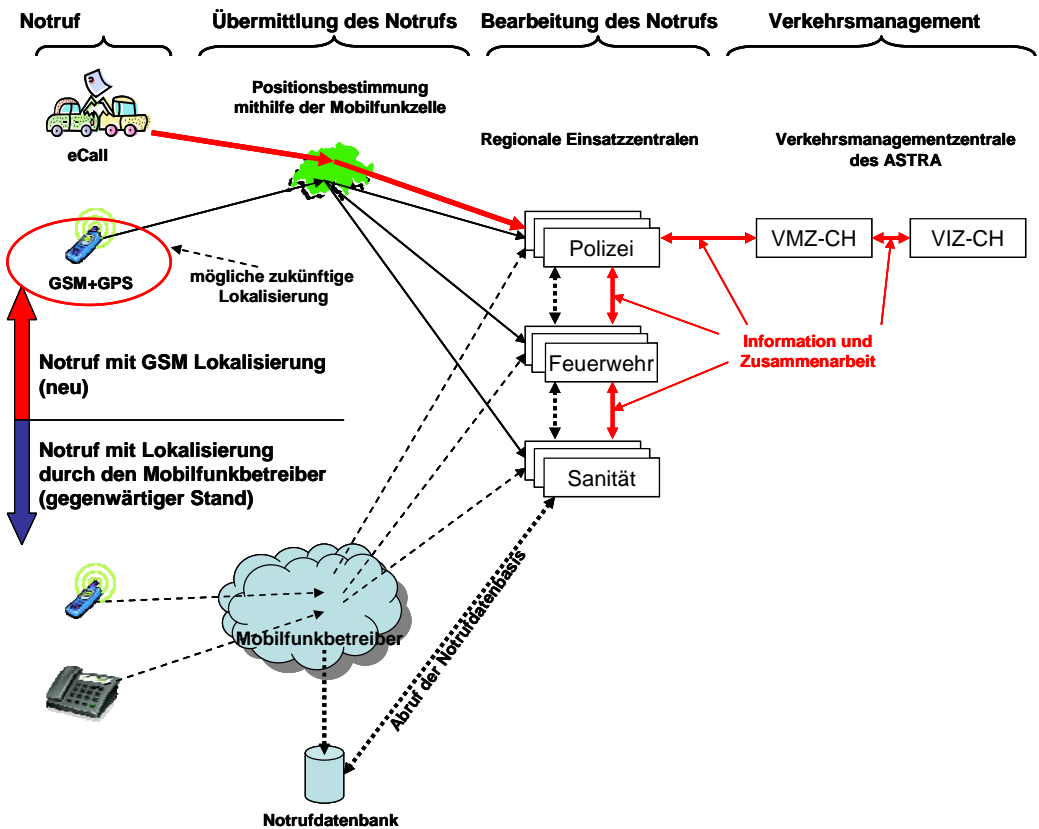 Notruf
Übermittlung des Notrufs
Bearbeitung des Notrufs
Verkehrsmanagement
Positionsbestimmung
mithilfe der Mobilfunkzelle
eCall
Regionale Einsatzzentralen
Verkehrsmanagementzentrale
des ASTRA
Polizei
VMZ-CH
VIZ-CH
GSM+GPS
mögliche zukünftige
Lokalisierung
Information und
Zusammenarbeit
Feuerwehr
Notruf mit GSM Lokalisierung
(neu)
Notruf mit Lokalisierung
durch den Mobilfunkbetreiber
(gegenwärtiger Stand)
Sanität
Mobilfunkbetreiber
Abruf der Notrufdatenbasis
Notrufdatenbank